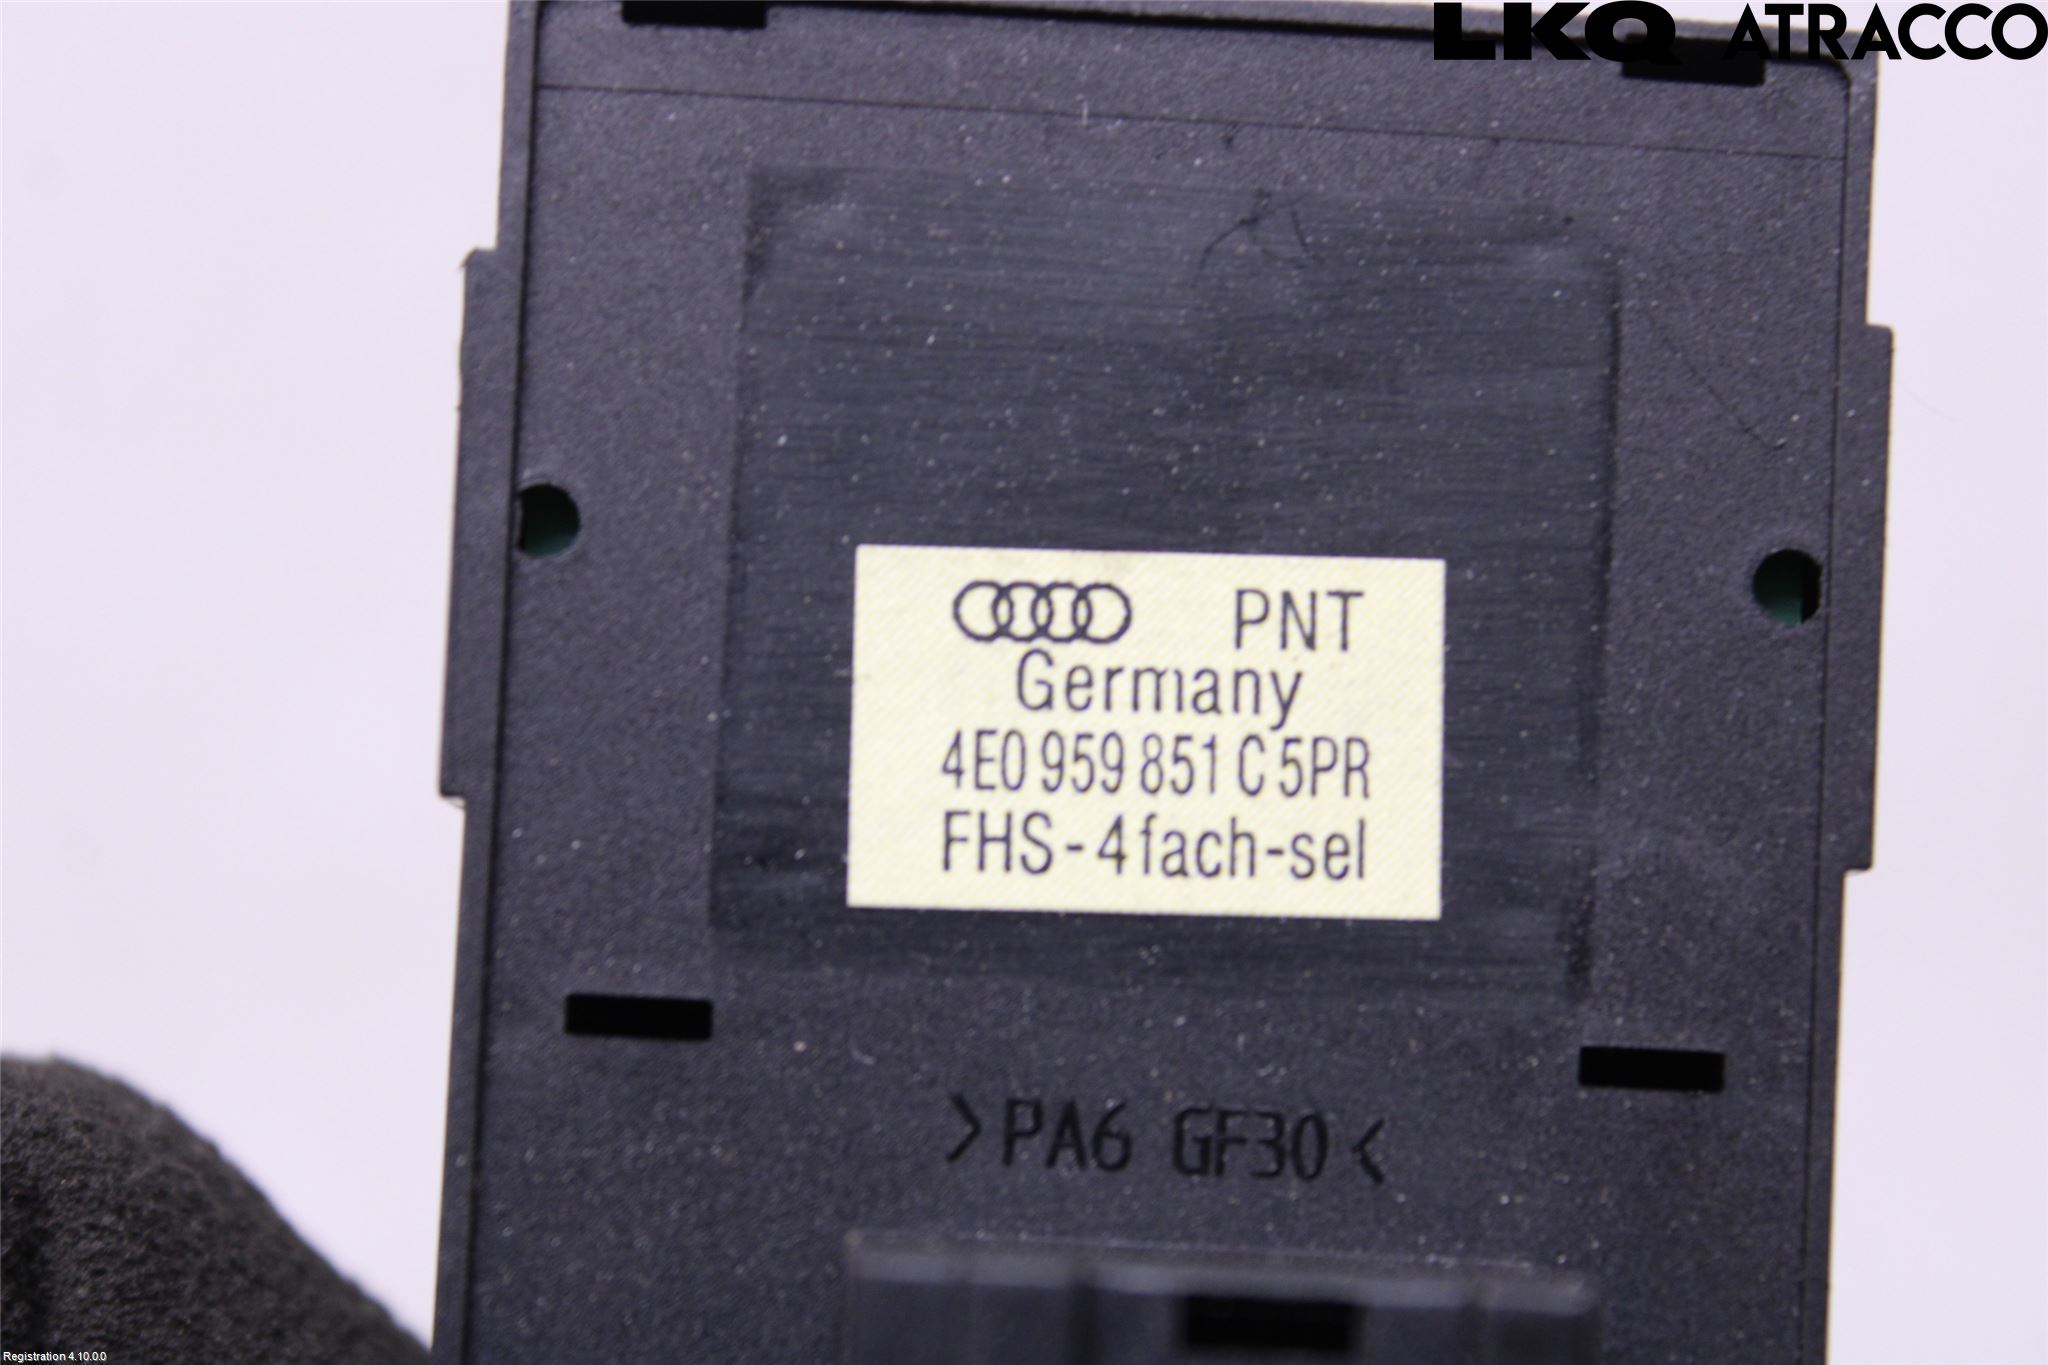 LKQ ATRACCO
PNT
Germany
4E0 959 851 C 5PR
FHS-4fach-sel
>PA6 GF30<
Registration 4.10.0.0